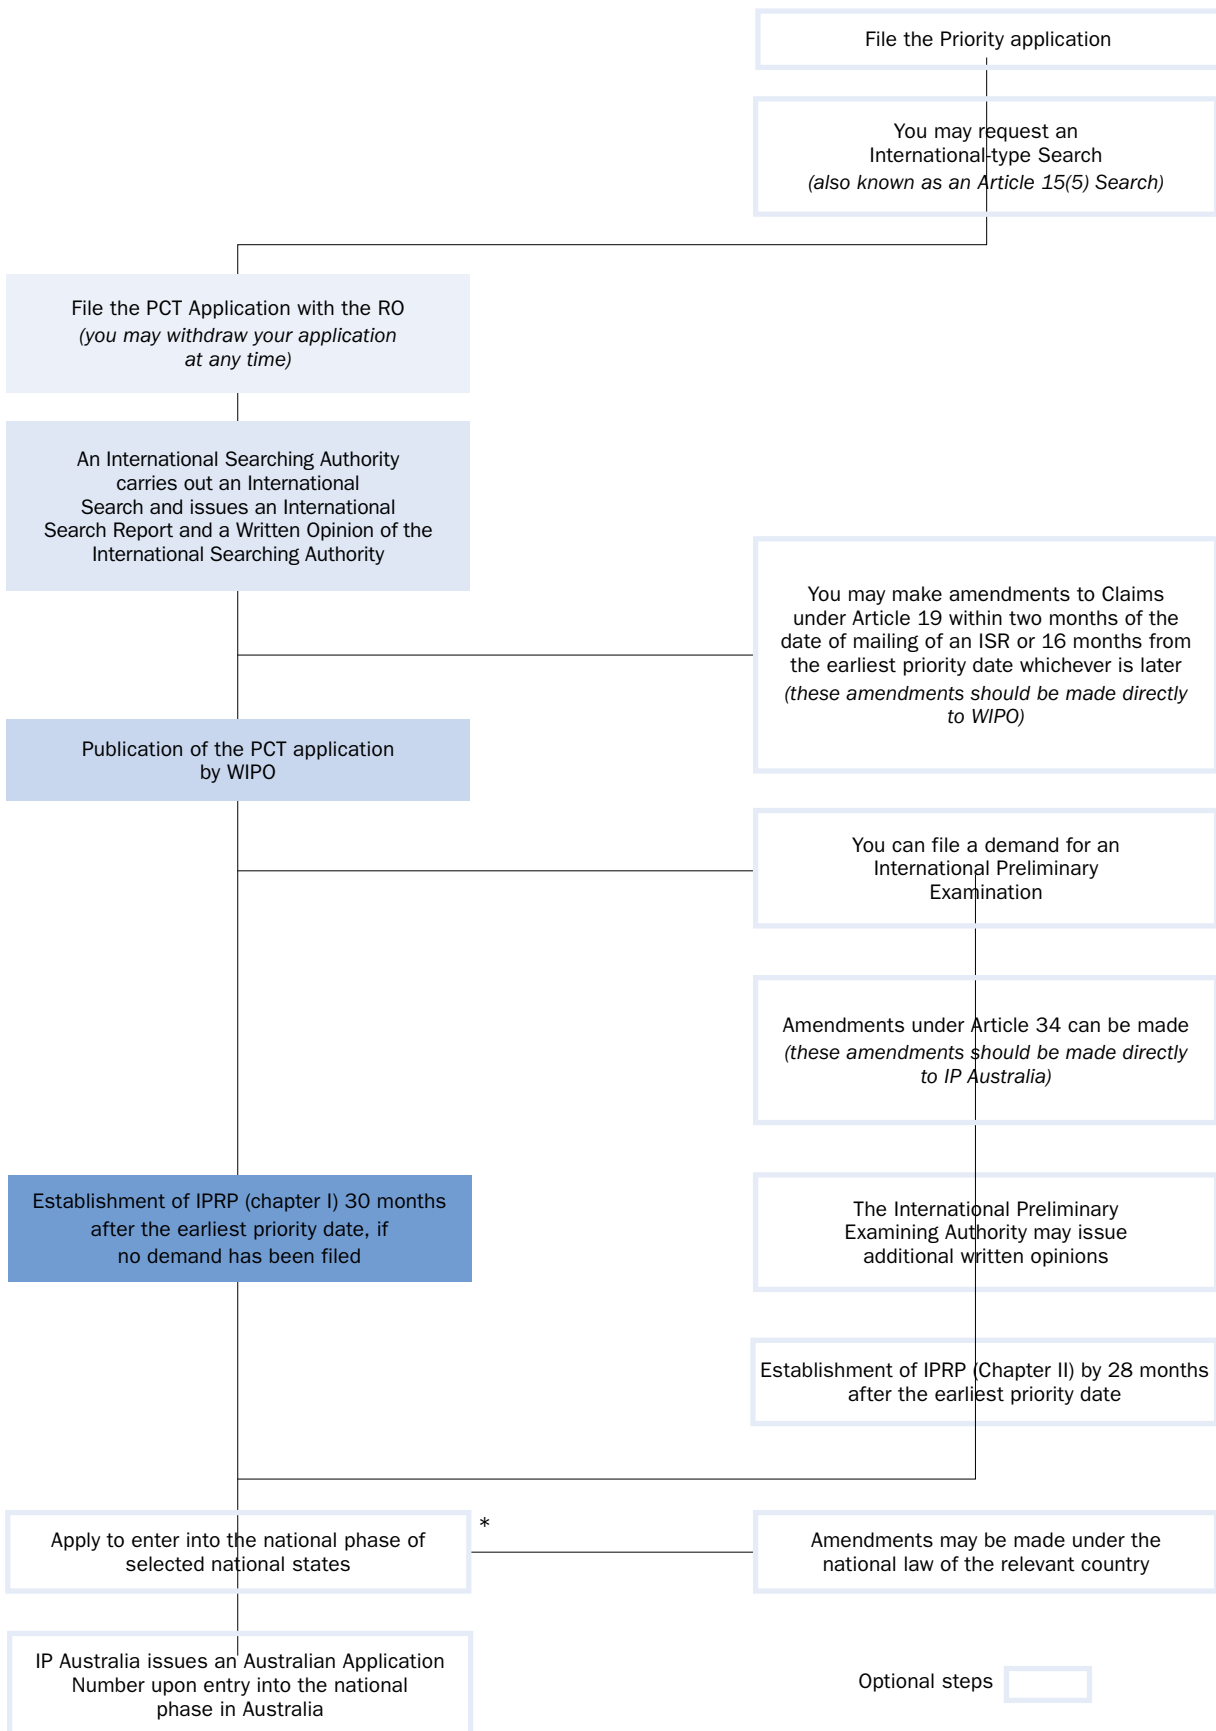 File the Priority application
You may request an
International-type Search
(also known as an Article 15(5) Search)
File the PCT Application with the RO
(you may withdraw your application
at any time)
An International Searching Authority
carries out an International
Search and issues an International
Search Report and a Written Opinion of the
International Searching Authority
You may make amendments to Claims
under Article 19 within two months of the
date of mailing of an ISR or 16 months from
the earliest priority date whichever is later
(these amendments should be made directly
to WIPO)
Publication of the PCT application
by WIPO
You can file a demand for an
International Preliminary
Examination
Amendments under Article 34 can be made
(these amendments should be made directly
to IP Australia)
Establishment of IPRP (chapter I) 30 months
after the earliest priority date, if
no demand has been filed
The International Preliminary
Examining Authority may issue
additional written opinions
Establishment of IPRP (Chapter II) by 28 months
after the earliest priority date
Apply to enter into the national phase of
selected national states
*
Amendments may be made under the
national law of the relevant country
IP Australia issues an Australian Application
Number upon entry into the national
phase in Australia
Optional steps